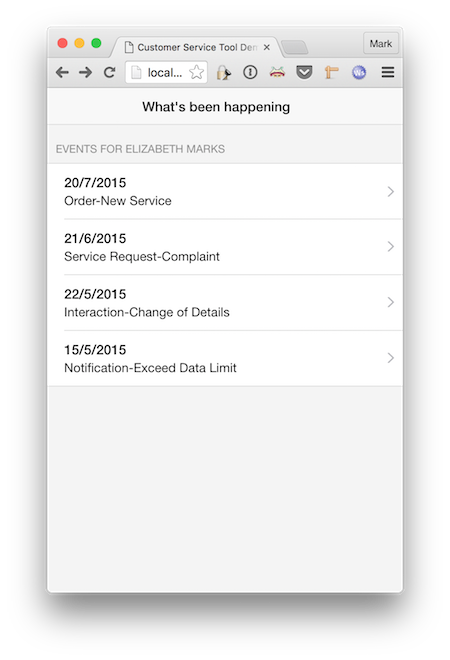 Customer Service Tool Den
Mark
local...
What's been happening
EVENTS FOR ELIZABETH MARKS
20/7/2015
Order-New Service
21/6/2015
Service Request-Complaint
22/5/2015
Interaction-Change of Details
15/5/2015
Notification-Exceed Data Limit